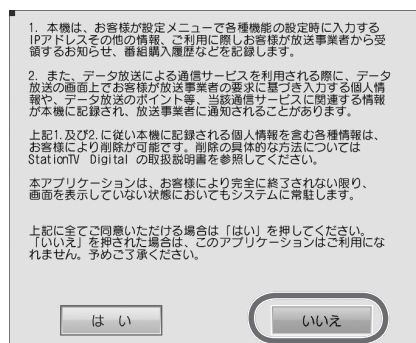 1. 本機は、お客様が設定メニューで各種機能の設定時に入力する
IPアドレスその他の情報、ご利用に際しお客様が放送事業者から受
領するお知らせ、番組購入履歴などを記録します。
2. また、データ放送による通信サービスを利用される際に、データ
放送の画面上でお客様が放送事業者の要求に基づき入力する個人情
報や、データ放送のポイント等、当該通信サービスに関連する情報
が本機に記録され、放送事業者に通知されることがあります。
上記1.及び2.に従い本機に記録される個人情報を含む各種情報は、
お客様により削除が可能です。削除の具体的な方法については
StationTV Digital の取扱説明書を参照してください。
本アプリケーションは、お客様により完全に終了されない限り、
画面を表示していない状態においてもシステムに常駐します。
上記に全てご同意いただける場合は「はい」を押してください。
「いいえ」を押された場合は、このアプリケーションはご利用にな
れません。予めご了承ください。
はい
いいえ